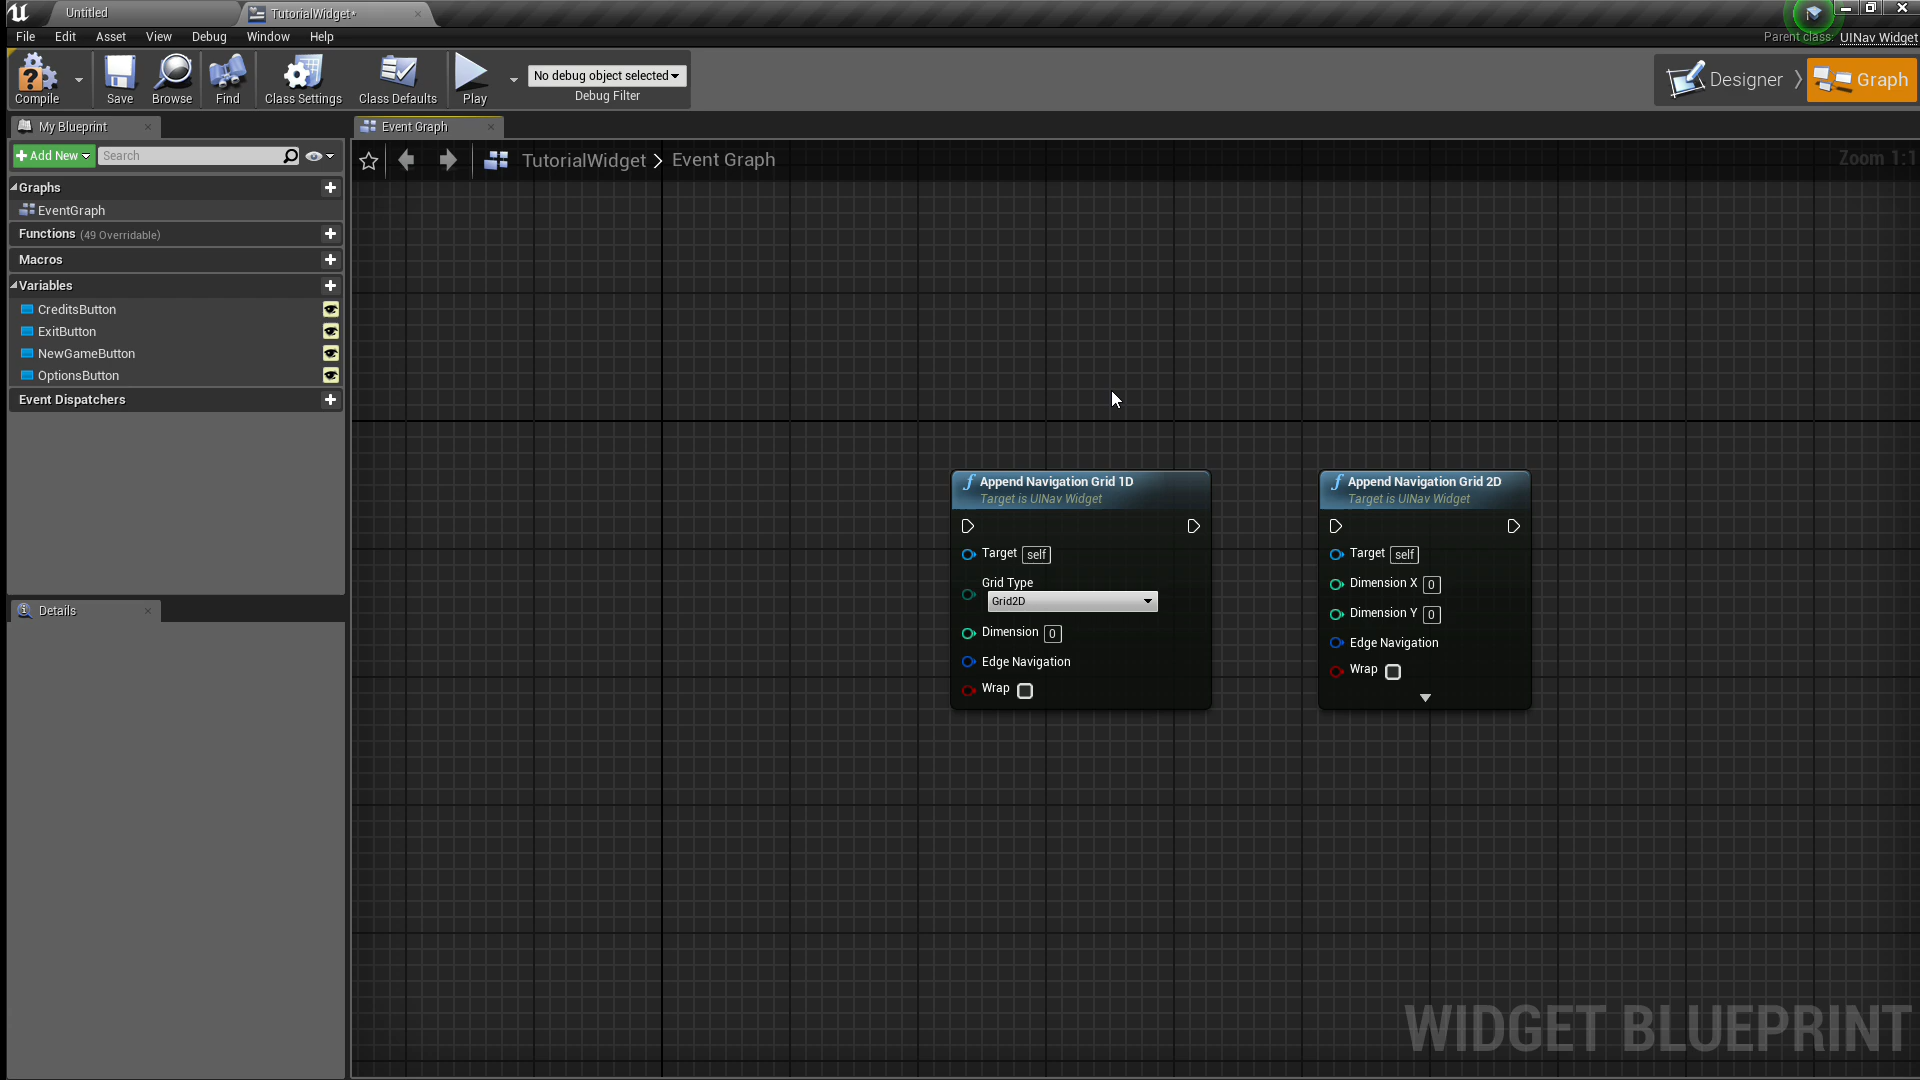 Untitled
TutorialWidget*
File Edit Asset View Debug Window Help
Parent class: UINav Widget
Compile
Save
Browse
Find
Class Settings
Class Defaults
Play
No debug object selected
Debug Filter
Designer
Graph
My Blueprint
Event Graph
Add New
Search
TutorialWidget > Event Graph
Zoom 1:1
Graphs
EventGraph
Functions (49 Overridable)
Macros
Variables
CreditsButton
ExitButton
NewGameButton
OptionsButton
Event Dispatchers
Details
f Append Navigation Grid 1D
Target is UINav Widget
Target self
Grid Type
Grid2D
Dimension 0
Edge Navigation
Wrap
f Append Navigation Grid 2D
Target is UINav Widget
Target self
Dimension X 0
Dimension Y 0
Edge Navigation
Wrap
WIDGET BLUEPRINT